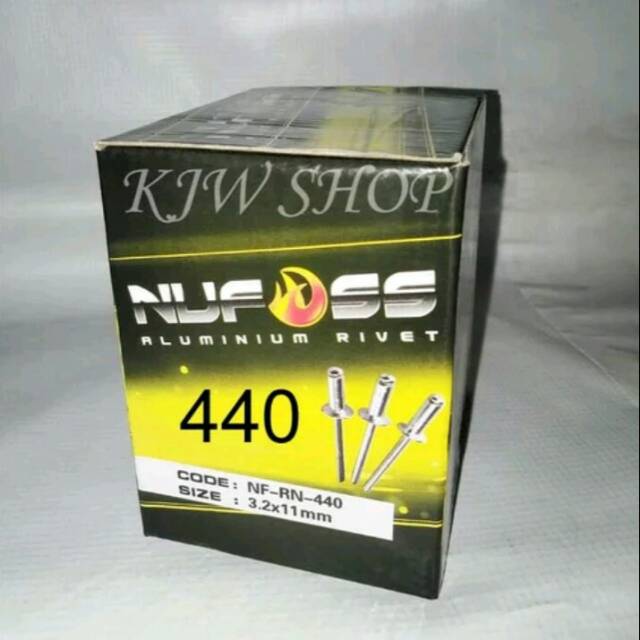 KJW SHOP
NUFOSS
ALUMINIUM RIVET
440
CODE: NF-RN-440
SIZE : 3.2x11mm